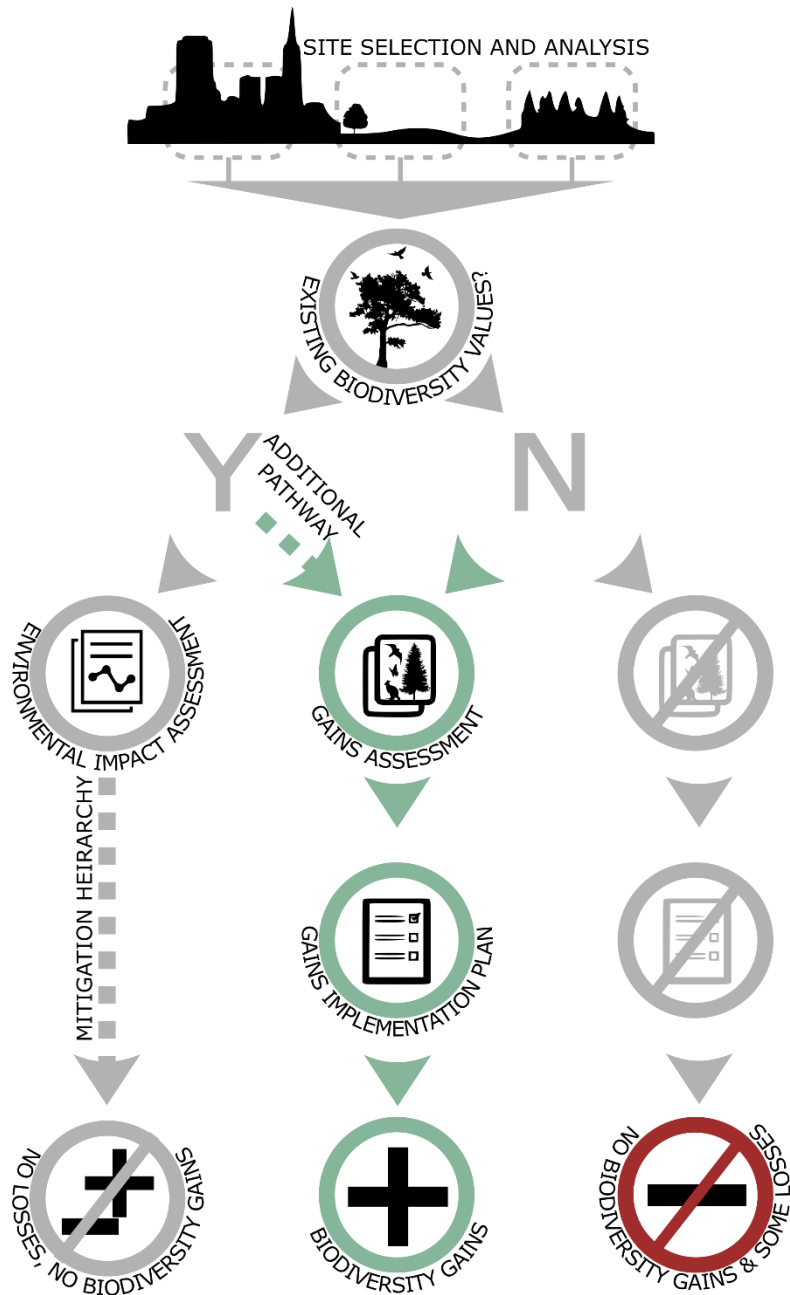 SITE SELECTION AND ANALYSIS
EXISTING BIODIVERSITY VALUES?
Y
ADDITIONAL
PATHWAY
N
ENVIRONMENTAL IMPACT ASSESSMENT
GAINS ASSESSMENT
MITIGATION HEIRARCHY
GAINS IMPLEMENTATION PLAN
NO LOSSES, NO BIODIVERSITY GAINS
BIODIVERSITY GAINS
NO BIODIVERSITY GAINS & SOME LOSSES